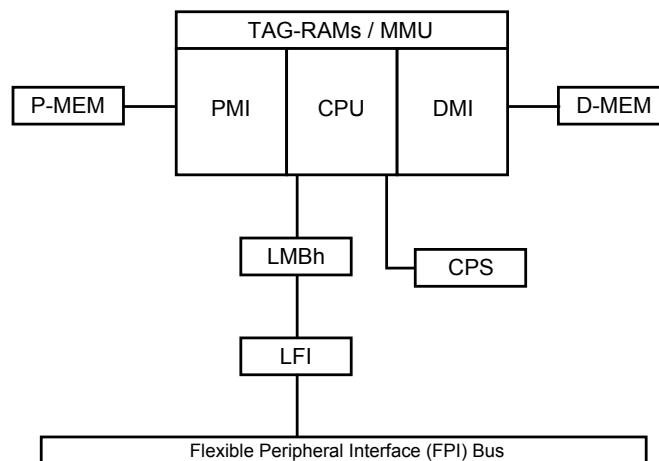 TAG-RAMs / MMU
P-MEM
PMI
CPU
DMI
D-MEM
LMBh
CPS
LFI
Flexible Peripheral Interface (FPI) Bus